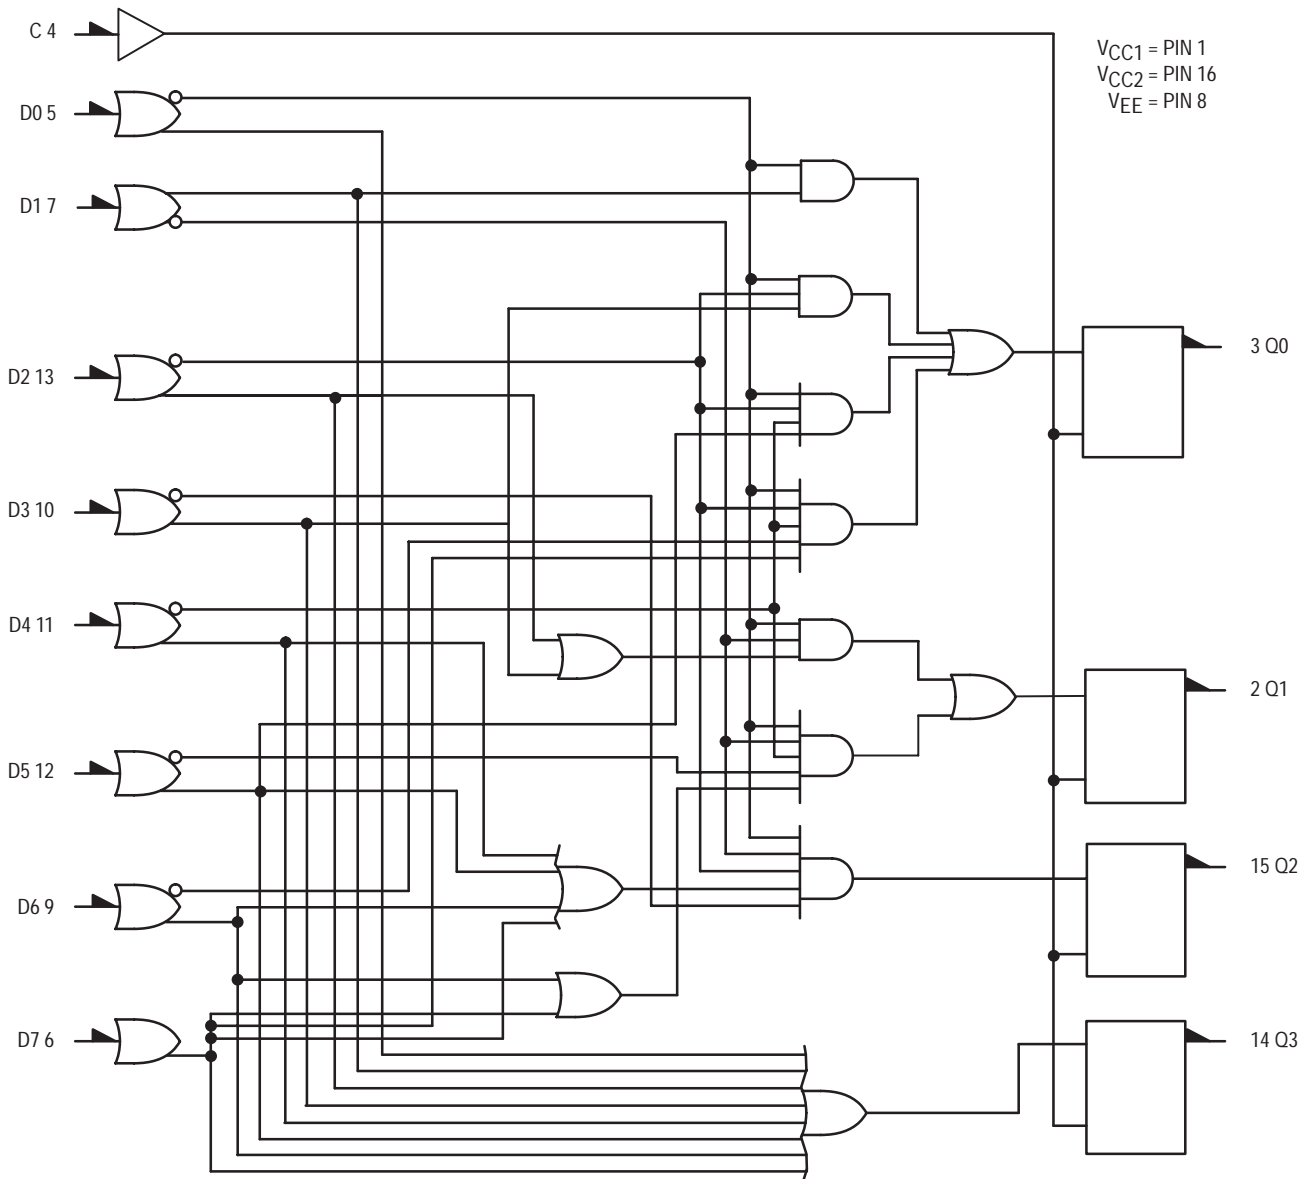 C 4
VCC1 = PIN 1
VCC2 = PIN 16
VEE = PIN 8
D0 5
D1 7
3 Q0
D2 13
D3 10
D4 11
2 Q1
D5 12
15 Q2
D6 9
D7 6
14 Q3